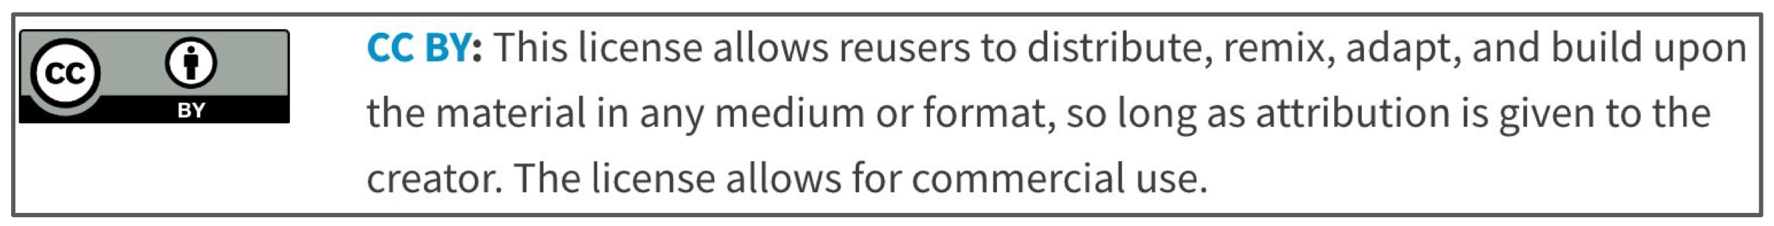 CC
BY
CC BY: This license allows reusers to distribute, remix, adapt, and build upon
the material in any medium or format, so long as attribution is given to the
creator. The license allows for commercial use.